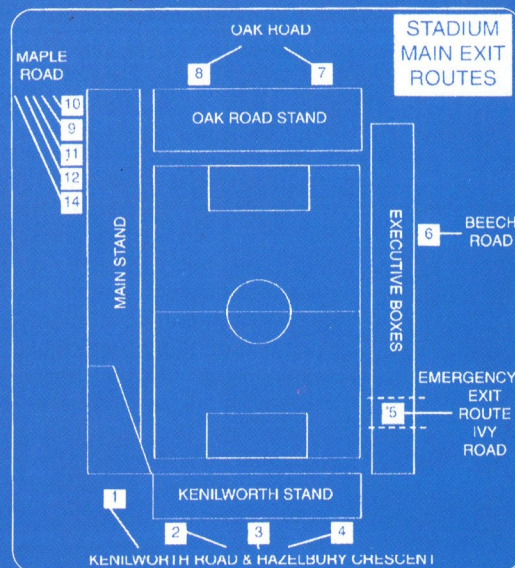 OAK ROAD
STADIUM
MAIN EXIT
ROUTES
MAPLE
ROAD
8
7
10
9
11
12
14
OAK ROAD STAND
MAIN STAND
EXECUTIVE BOXES
6
BEECH
ROAD
EMERGENCY
EXIT
ROUTE
IVY
ROAD
5
KENILWORTH STAND
1
2
3
4
KENILWORTH ROAD & HAZELBURY CRESCENT